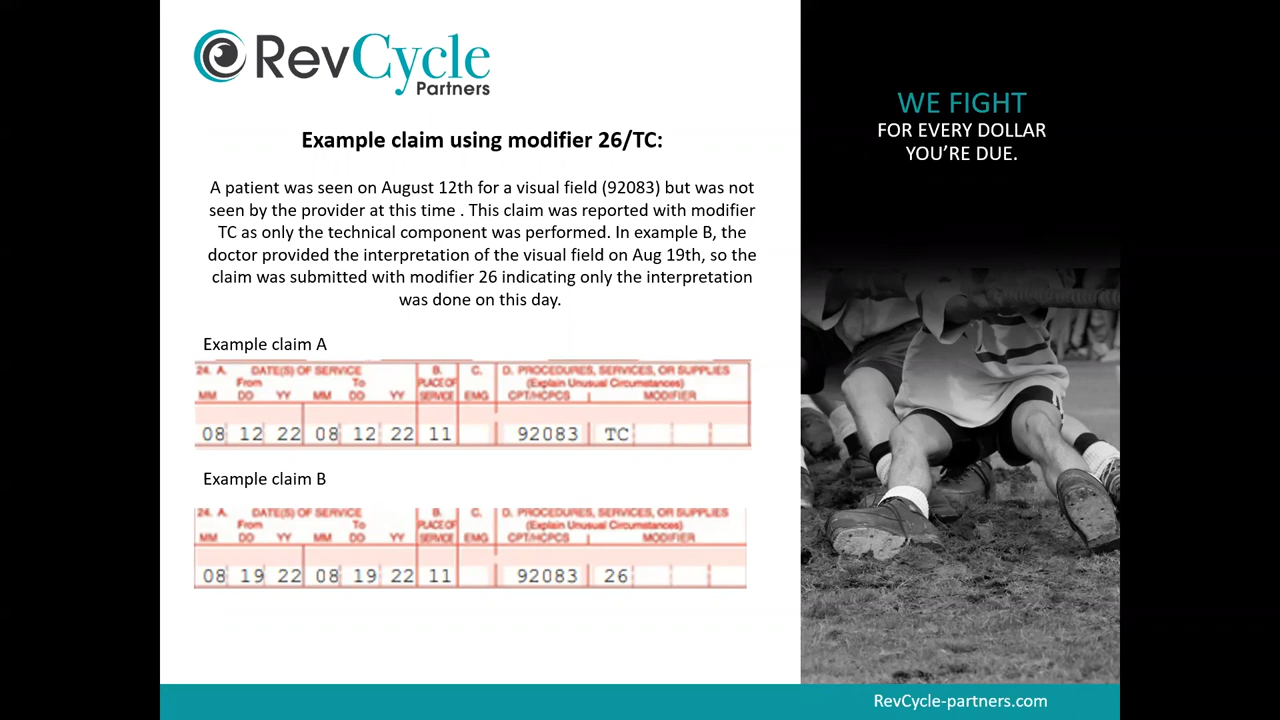 RevCycle
Partners
WE FIGHT
FOR EVERY DOLLAR
YOU'RE DUE.
Example claim using modifier 26/TC:
A patient was seen on August 12th for a visual field (92083) but was not
seen by the provider at this time . This claim was reported with modifier
TC as only the technical component was performed. In example B, the
doctor provided the interpretation of the visual field on Aug 19th, so the
claim was submitted with modifier 26 indicating only the interpretation
was done on this day.
Example claim A
24. A. DATE(S) OF SERVICE B. C. D. PROCEDURES, SERVICES, OR SUPPLIES
From To PLACE OF (Explain Unusual Circumstances)
MM DD YY MM DD YY SERVICE EMG CPT/HCPCS | MODIFIER
08 12 22 08 12 22 11 92083 TC
Example claim B
24. A. DATE(S) OF SERVICE B. C. D. PROCEDURES, SERVICES, OR SUPPLIES
From To PLACE OF (Explain Unusual Circumstances)
MM DD YY MM DD YY SERVICE EMG CPT/HCPCS | MODIFIER
08 19 22 08 19 22 11 92083 26
RevCycle-partners.com